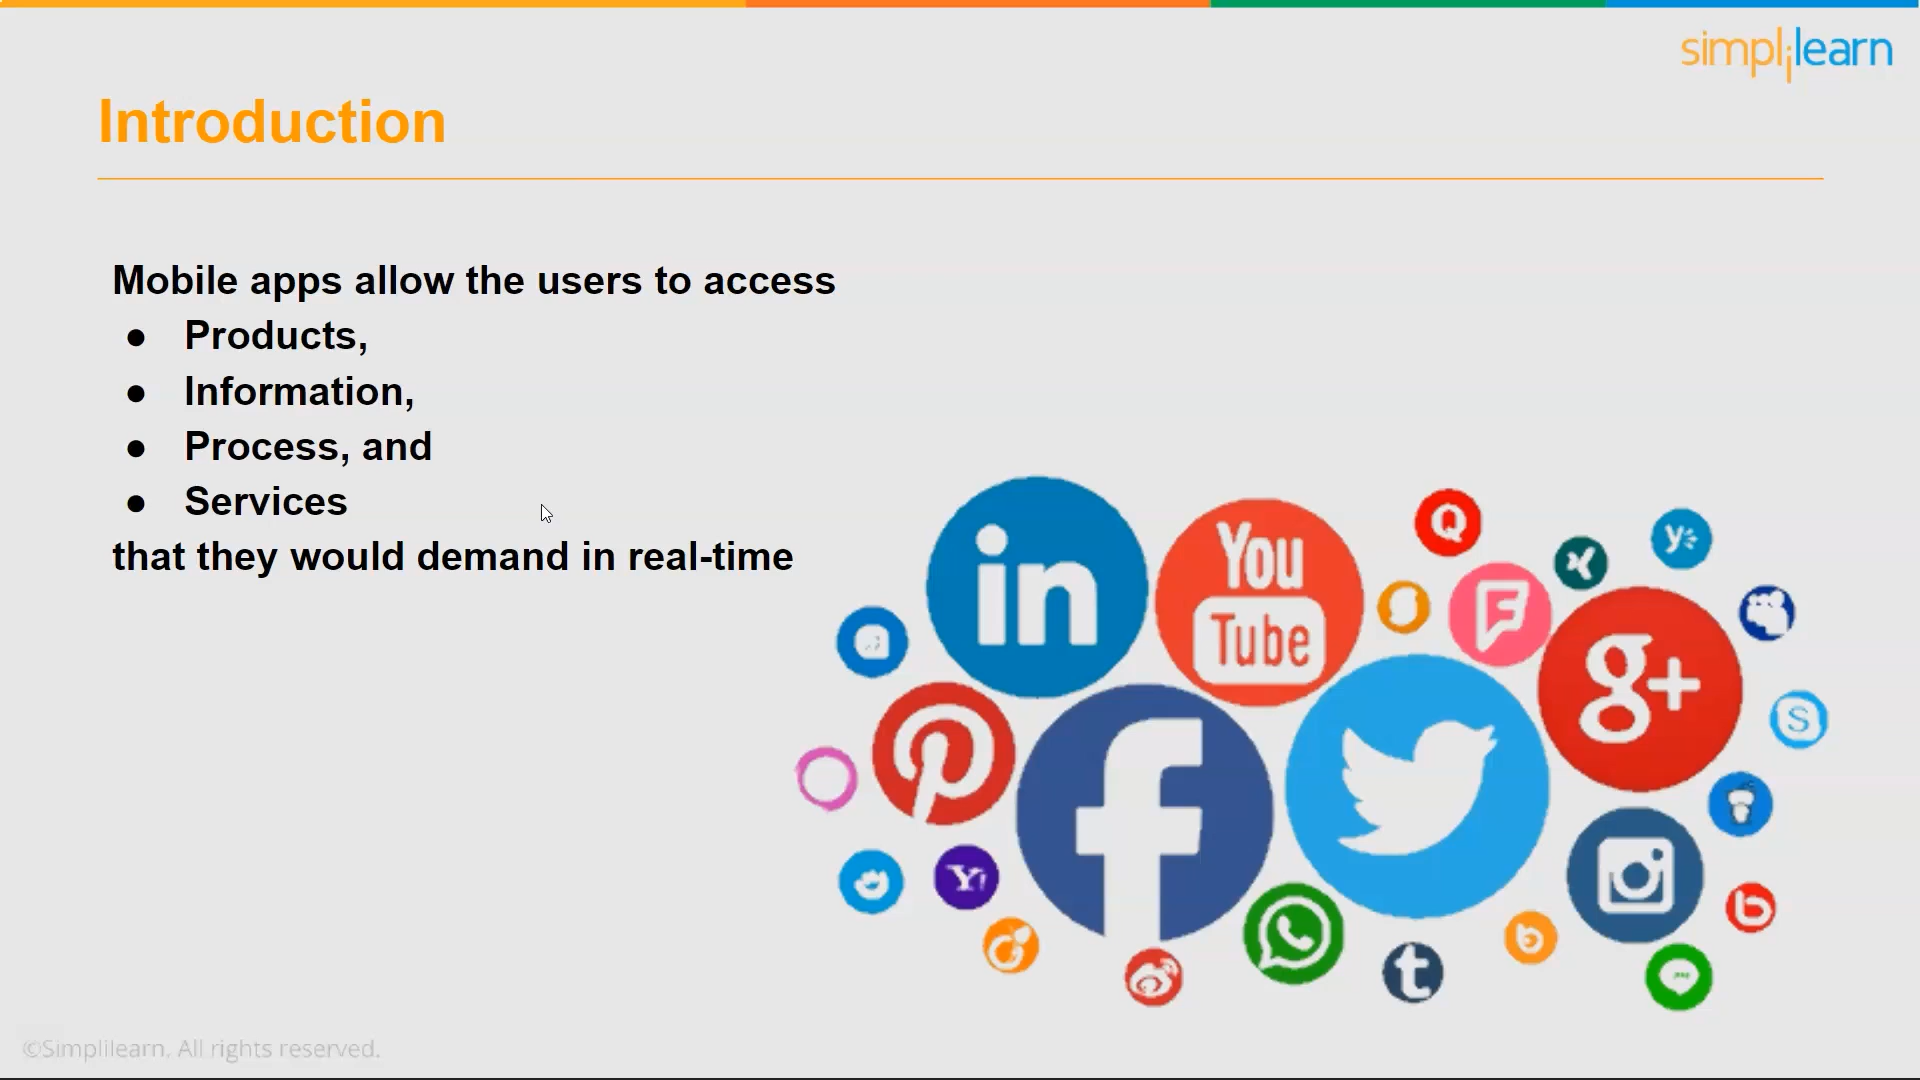 simplilearn
Introduction
Mobile apps allow the users to access
● Products,
● Information,
● Process, and
● Services
that they would demand in real-time
in
You
Tube
Q
y
g+
S
Y!
b
b
t
f
©Simplilearn, All rights reserved.